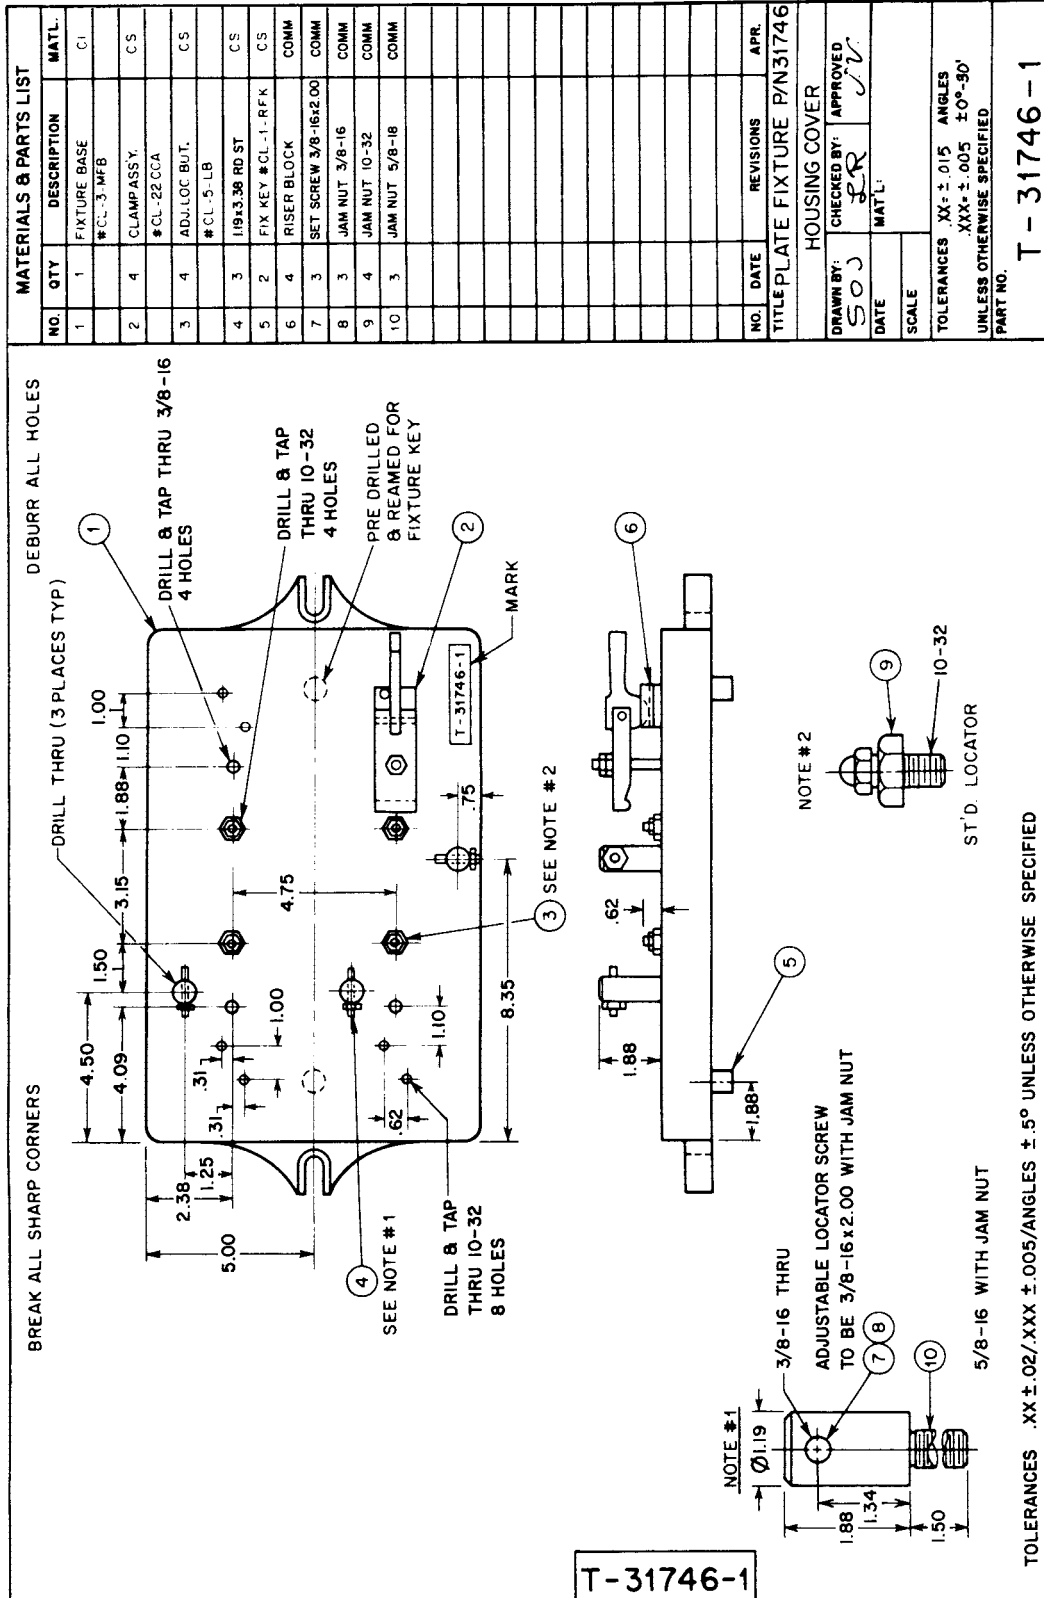 BREAK ALL SHARP CORNERS
DEBURR ALL HOLES
DRILL THRU (3 PLACES TYP)
DRILL & TAP THRU 3/8-16
4 HOLES
DRILL & TAP
THRU 10-32
4 HOLES
PRE DRILLED
& REAMED FOR
FIXTURE KEY
MARK
T-31746-1
1
2
3 SEE NOTE #2
4
SEE NOTE #1
DRILL & TAP
THRU 10-32
8 HOLES
4.50
4.09
1.50
3.15
1.88
1.10
1.00
.31
.31
1.00
4.75
1.10
.62
.75
8.35
2.38
1.25
5.00
6
5
1.88
.62
1.88
NOTE #1
Ø1.19
3/8-16 THRU
ADJUSTABLE LOCATOR SCREW
TO BE 3/8-16x2.00 WITH JAM NUT
7 8
10
5/8-16 WITH JAM NUT
1.88
1.34
1.50
NOTE #2
9
10-32
ST'D. LOCATOR
TOLERANCES .XX ±.02/.XXX ±.005/ANGLES ±.5° UNLESS OTHERWISE SPECIFIED
T-31746-1
MATERIALS & PARTS LIST
NO. QTY DESCRIPTION MATL.
1 1 FIXTURE BASE CI
#CL-3-MFB
2 4 CLAMP ASS'Y. CS
#CL-22 CCA
3 4 ADJ. LOC. BUT. CS
#CL-5-LB
4 3 1.19x3.38 RD ST CS
5 2 FIX KEY #CL-1-RFK CS
6 4 RISER BLOCK COMM
7 3 SET SCREW 3/8-16x2.00 COMM
8 3 JAM NUT 3/8-16 COMM
9 4 JAM NUT 10-32 COMM
10 3 JAM NUT 5/8-18 COMM
NO. DATE REVISIONS APR.
TITLE PLATE FIXTURE P/N31746
HOUSING COVER
DRAWN BY: CHECKED BY: LR APPROVED
DATE MAT'L:
SCALE
TOLERANCES .XX=±.015 ANGLES
.XXX=±.005 ±0°-30'
UNLESS OTHERWISE SPECIFIED
PART NO.
T-31746-1